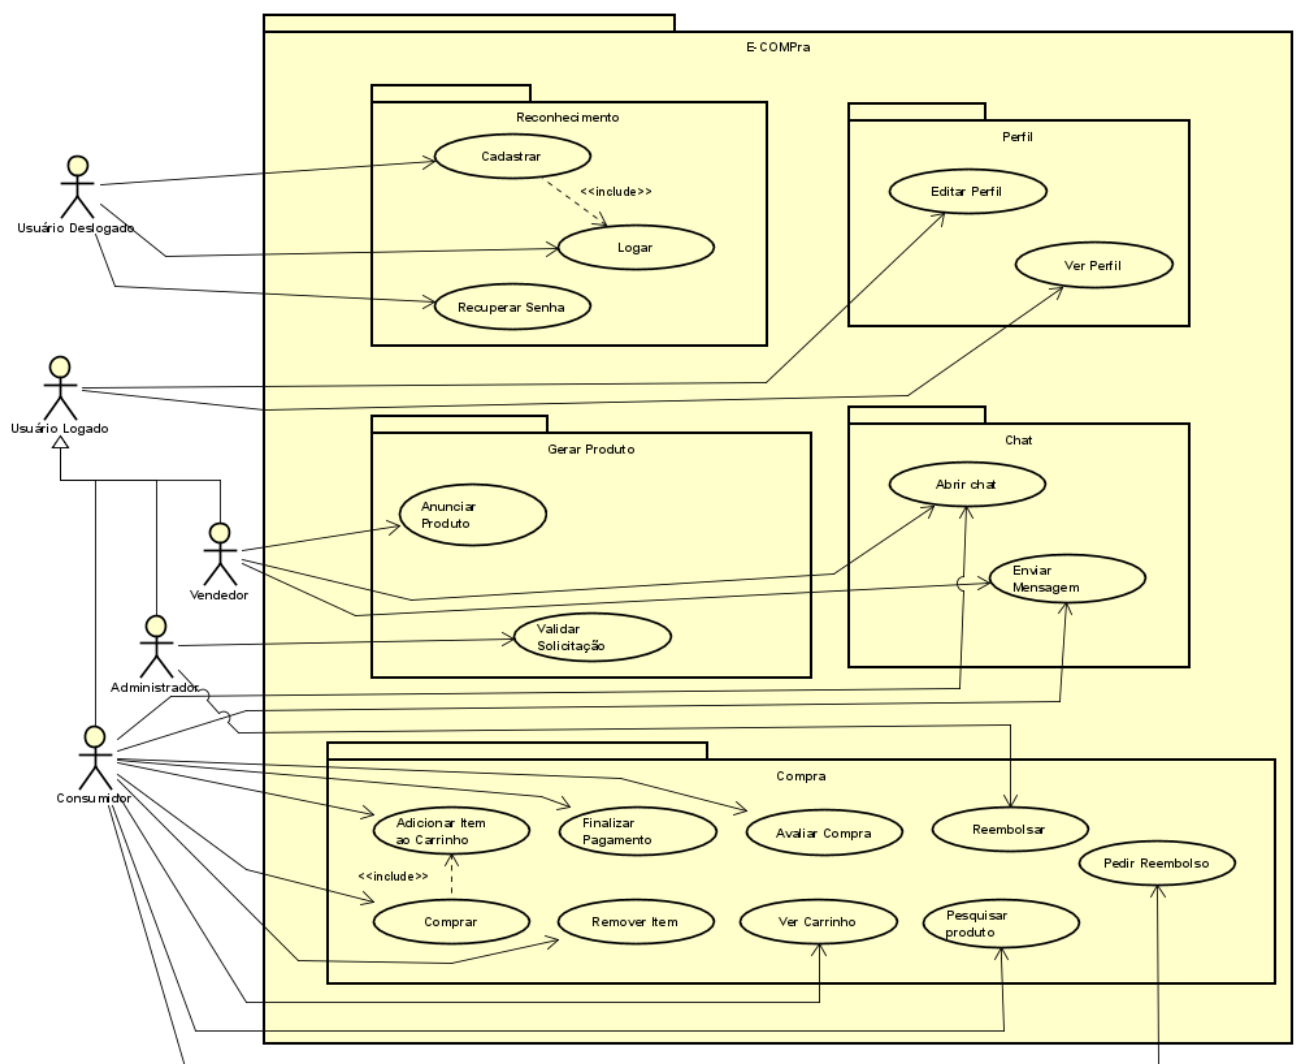 E-COMPra
Reconhecimento
Cadastrar
<<include>>
Logar
Recuperar Senha
Perfil
Editar Perfil
Ver Perfil
Usuário Deslogado
Usuário Logado
Gerar Produto
Anunciar
Produto
Validar
Solicitação
Chat
Abrir chat
Enviar
Mensagem
Vendedor
Administrador
Consumidor
Compra
Adicionar Item
ao Carrinho
Finalizar
Pagamento
Avaliar Compra
Reembolsar
Pedir Reembolso
<<include>>
Comprar
Remover Item
Ver Carrinho
Pesquisar
produto